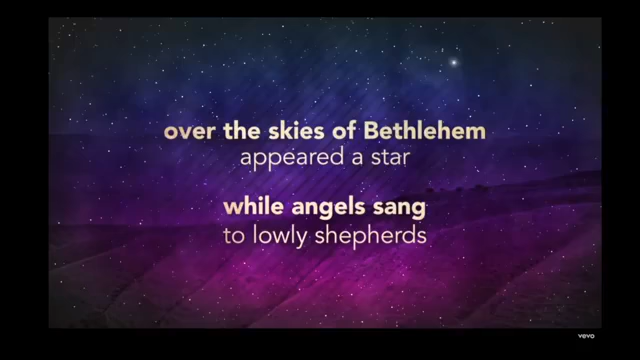 over the skies of Bethlehem
appeared a star
while angels sang
to lowly shepherds
vevo